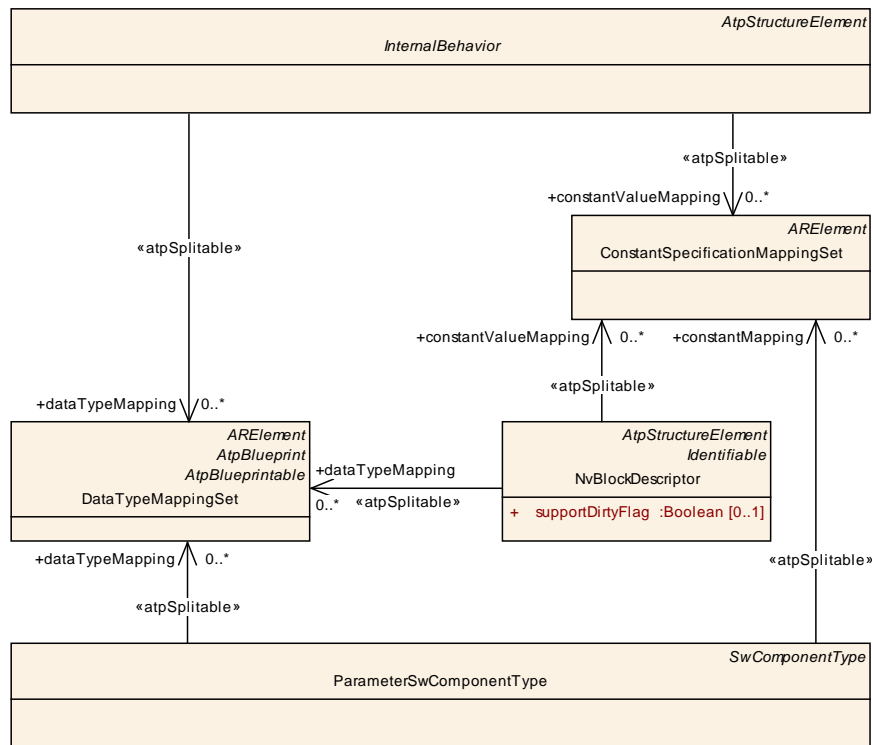 AtpStructureElement
InternalBehavior
«atpSplitable»
+constantValueMapping 0..*
«atpSplitable»
ARElement
ConstantSpecificationMappingSet
+constantValueMapping 0..* +constantMapping 0..*
«atpSplitable»
+dataTypeMapping 0..*
ARElement
AtpBlueprint
AtpBlueprintable
DataTypeMappingSet
+dataTypeMapping
0..* «atpSplitable»
AtpStructureElement
Identifiable
NvBlockDescriptor
+ supportDirtyFlag :Boolean [0..1]
+dataTypeMapping 0..*
«atpSplitable»
«atpSplitable»
SwComponentType
ParameterSwComponentType